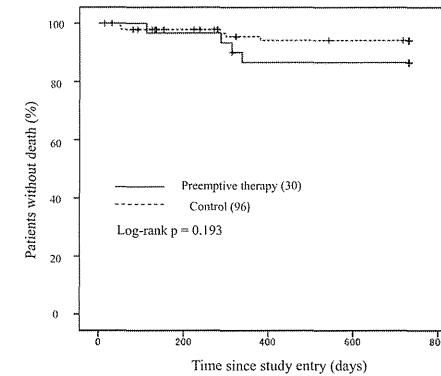 Patients without death (%)
100
80
60
40
20
0
Preemptive therapy (30)
Control (96)
Log-rank p = 0.193
0
200
400
600
80
Time since study entry (days)